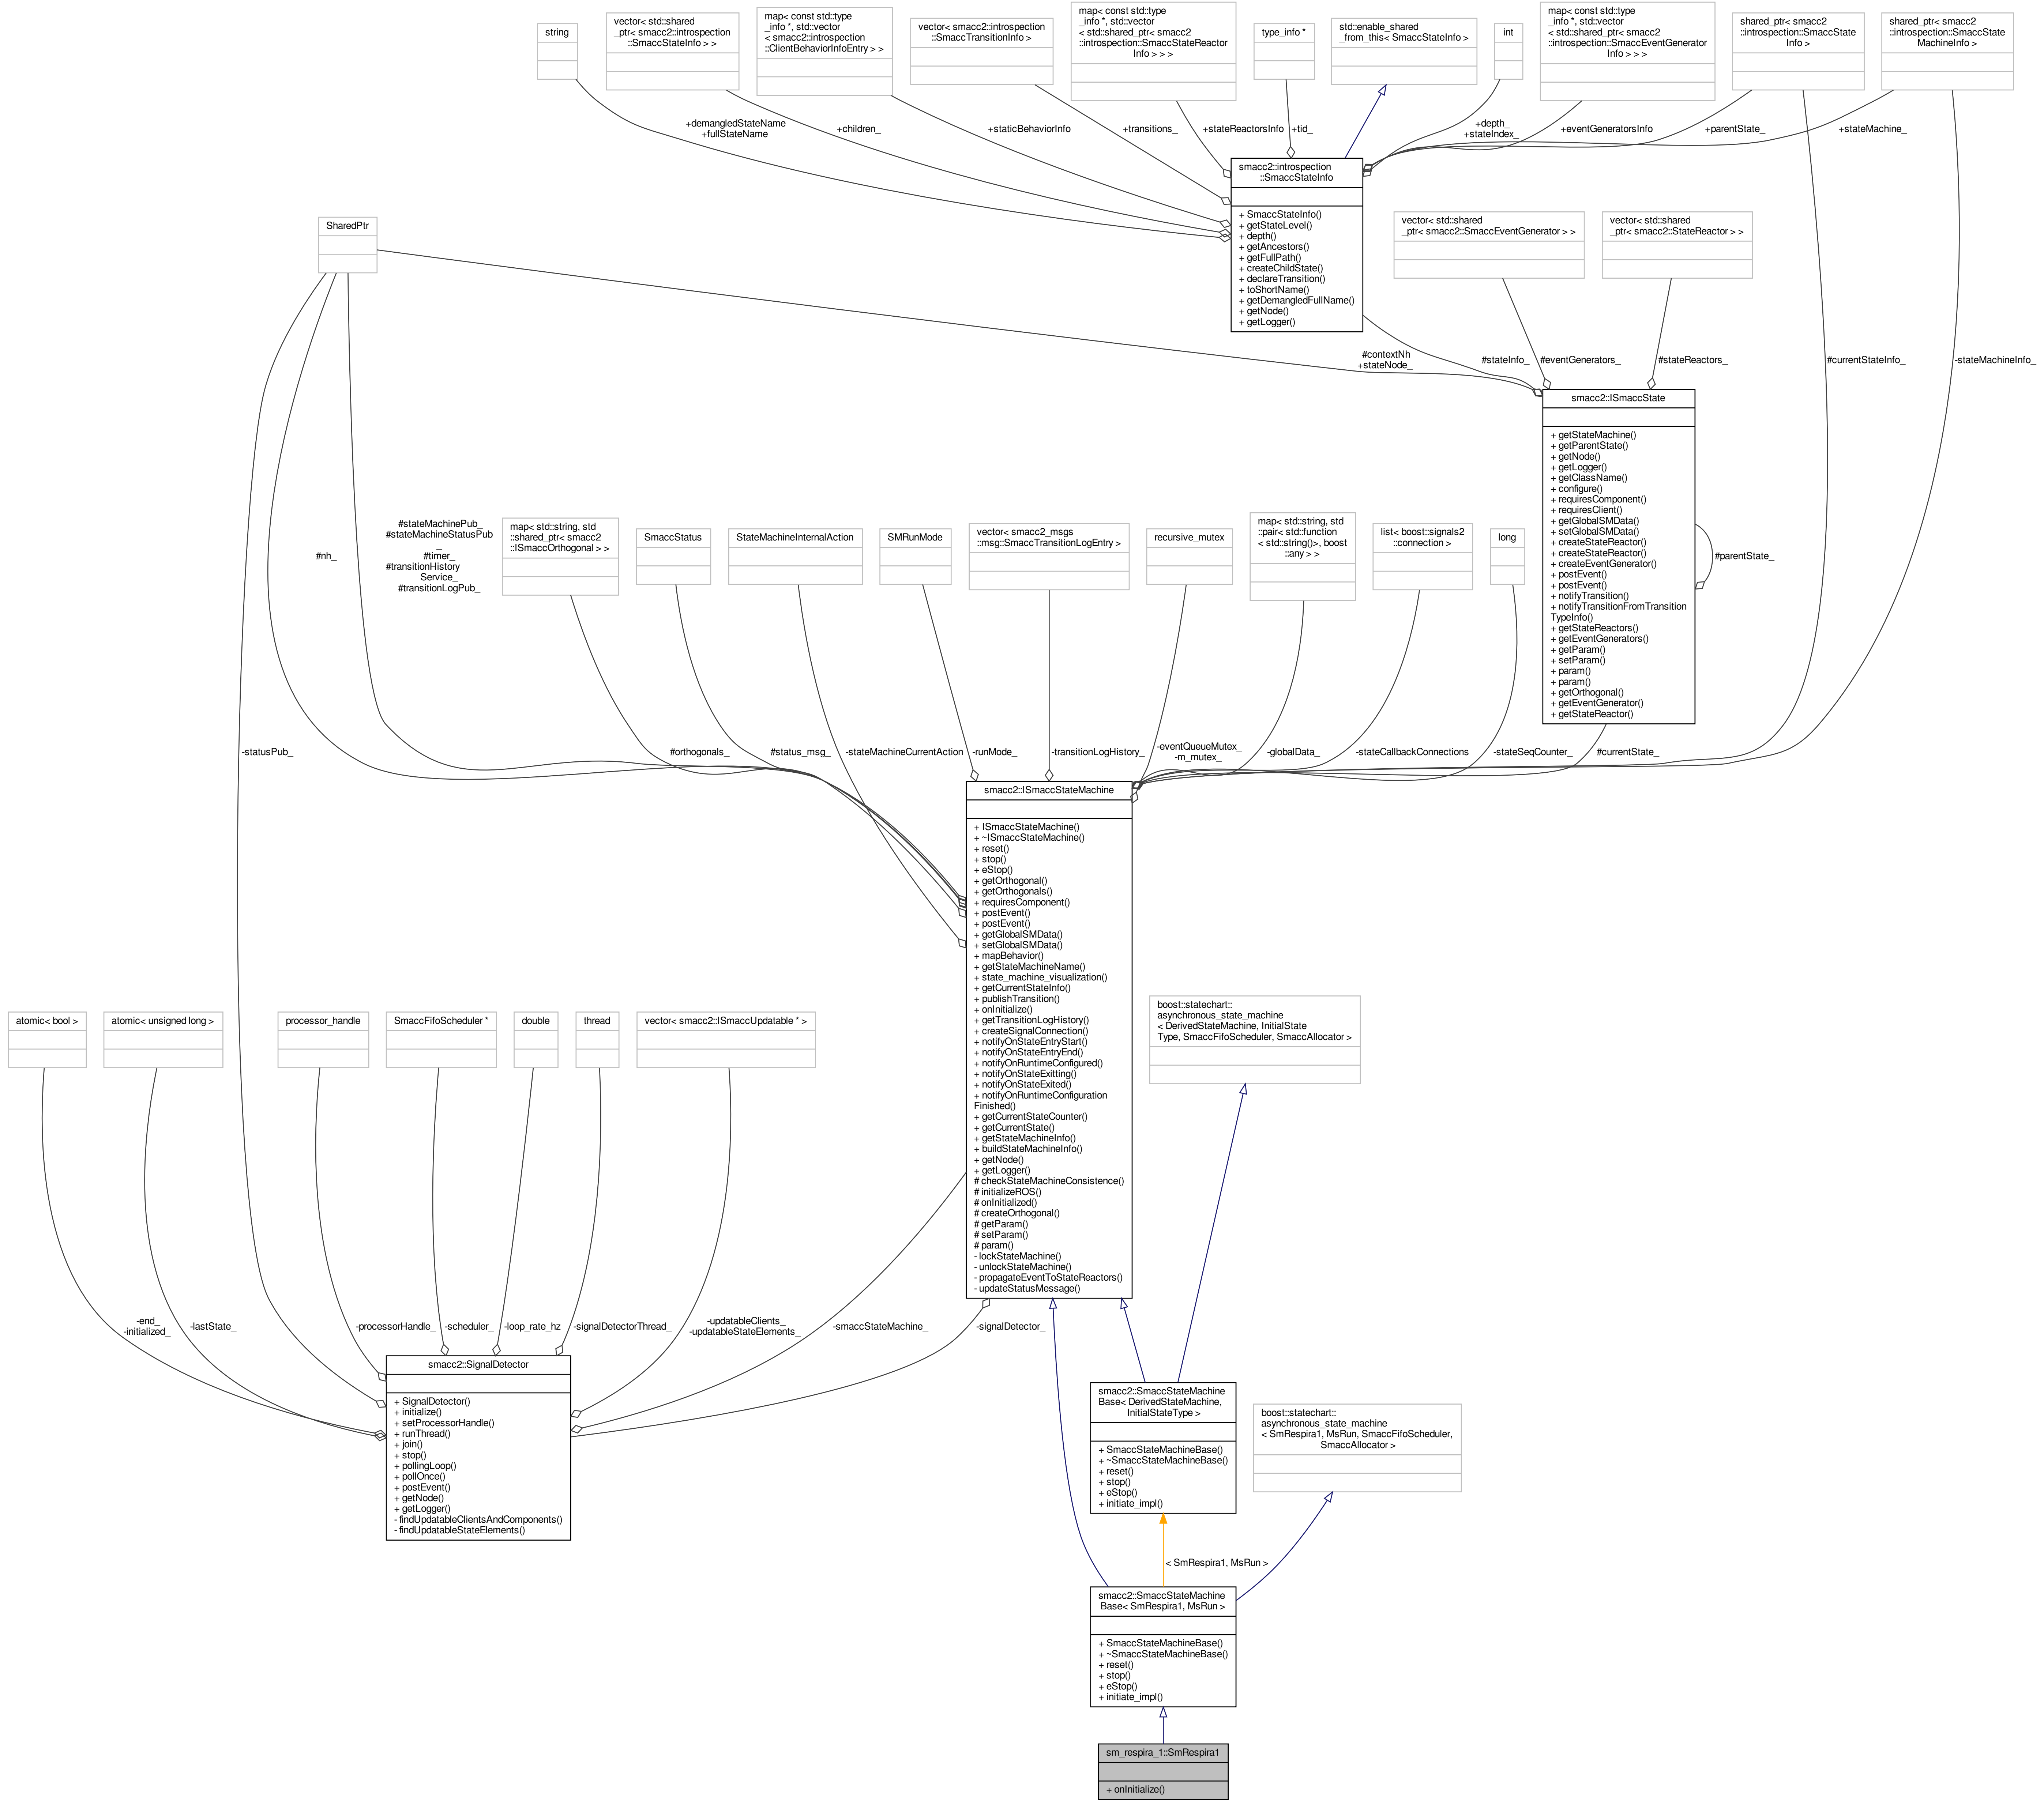 string
vector< std::shared
_ptr< smacc2::introspection
::SmaccStateInfo > >
map< const std::type
_info *, std::vector
< smacc2::introspection
::ClientBehaviorInfoEntry > >
vector< smacc2::introspection
::SmaccTransitionInfo >
map< const std::type
_info *, std::vector
< std::shared_ptr< smacc2
::introspection::SmaccStateReactor
Info > > >
type_info *
std::enable_shared
_from_this< SmaccStateInfo >
int
map< const std::type
_info *, std::vector
< std::shared_ptr< smacc2
::introspection::SmaccEventGenerator
Info > > >
shared_ptr< smacc2
::introspection::SmaccState
Info >
shared_ptr< smacc2
::introspection::SmaccState
MachineInfo >
+demangledStateName
+fullStateName
+children_
+staticBehaviorInfo
+transitions_
+stateReactorsInfo
+tid_
+depth_
+stateIndex_
+eventGeneratorsInfo
+parentState_
+stateMachine_
smacc2::introspection
::SmaccStateInfo
+ SmaccStateInfo()
+ getStateLevel()
+ depth()
+ getAncestors()
+ getFullPath()
+ createChildState()
+ declareTransition()
+ toShortName()
+ getDemangledFullName()
+ getNode()
+ getLogger()
SharedPtr
vector< std::shared
_ptr< smacc2::SmaccEventGenerator > >
vector< std::shared
_ptr< smacc2::StateReactor > >
#contextNh
+stateNode_
#stateInfo_
#eventGenerators_
#stateReactors_
#currentStateInfo_
-stateMachineInfo_
smacc2::ISmaccState
+ getStateMachine()
+ getParentState()
+ getNode()
+ getLogger()
+ getClassName()
+ configure()
+ requiresComponent()
+ requiresClient()
+ getGlobalSMData()
+ setGlobalSMData()
+ createStateReactor()
+ createStateReactor()
+ createEventGenerator()
+ postEvent()
+ postEvent()
+ notifyTransition()
+ notifyTransitionFromTransition
TypeInfo()
+ getStateReactors()
+ getEventGenerators()
+ getParam()
+ setParam()
+ param()
+ param()
+ getOrthogonal()
+ getEventGenerator()
+ getStateReactor()
#parentState_
#nh_
#stateMachinePub_
#stateMachineStatusPub
_
#timer_
#transitionHistory
Service_
#transitionLogPub_
map< std::string, std
::shared_ptr< smacc2
::ISmaccOrthogonal > >
SmaccStatus
StateMachineInternalAction
SMRunMode
vector< smacc2_msgs
::msg::SmaccTransitionLogEntry >
recursive_mutex
map< std::string, std
::pair< std::function
< std::string()>, boost
::any > >
list< boost::signals2
::connection >
long
-statusPub_
#orthogonals_
#status_msg_
-stateMachineCurrentAction
-runMode_
-transitionLogHistory_
-eventQueueMutex_
-m_mutex_
-globalData_
-stateCallbackConnections
-stateSeqCounter_
#currentState_
smacc2::ISmaccStateMachine
+ ISmaccStateMachine()
+ ~ISmaccStateMachine()
+ reset()
+ stop()
+ eStop()
+ getOrthogonal()
+ getOrthogonals()
+ requiresComponent()
+ postEvent()
+ postEvent()
+ getGlobalSMData()
+ setGlobalSMData()
+ mapBehavior()
+ getStateMachineName()
+ state_machine_visualization()
+ getCurrentStateInfo()
+ publishTransition()
+ onInitialize()
+ getTransitionLogHistory()
+ createSignalConnection()
+ notifyOnStateEntryStart()
+ notifyOnStateEntryEnd()
+ notifyOnRuntimeConfigured()
+ notifyOnStateExitting()
+ notifyOnStateExited()
+ notifyOnRuntimeConfiguration
Finished()
+ getCurrentStateCounter()
+ getCurrentState()
+ getStateMachineInfo()
+ buildStateMachineInfo()
+ getNode()
+ getLogger()
# checkStateMachineConsistence()
# initializeROS()
# onInitialized()
# createOrthogonal()
# getParam()
# setParam()
# param()
- lockStateMachine()
- unlockStateMachine()
- propagateEventToStateReactors()
- updateStatusMessage()
boost::statechart::
asynchronous_state_machine
< DerivedStateMachine, InitialState
Type, SmaccFifoScheduler, SmaccAllocator >
atomic< bool >
atomic< unsigned long >
processor_handle
SmaccFifoScheduler *
double
thread
vector< smacc2::ISmaccUpdatable * >
-end_
-initialized_
-lastState_
-processorHandle_
-scheduler_
-loop_rate_hz
-signalDetectorThread_
-updatableClients_
-updatableStateElements_
-smaccStateMachine_
-signalDetector_
smacc2::SignalDetector
+ SignalDetector()
+ initialize()
+ setProcessorHandle()
+ runThread()
+ join()
+ stop()
+ pollingLoop()
+ pollOnce()
+ postEvent()
+ getNode()
+ getLogger()
- findUpdatableClientsAndComponents()
- findUpdatableStateElements()
smacc2::SmaccStateMachine
Base< DerivedStateMachine,
InitialStateType >
+ SmaccStateMachineBase()
+ ~SmaccStateMachineBase()
+ reset()
+ stop()
+ eStop()
+ initiate_impl()
boost::statechart::
asynchronous_state_machine
< SmRespira1, MsRun, SmaccFifoScheduler,
SmaccAllocator >
< SmRespira1, MsRun >
smacc2::SmaccStateMachine
Base< SmRespira1, MsRun >
+ SmaccStateMachineBase()
+ ~SmaccStateMachineBase()
+ reset()
+ stop()
+ eStop()
+ initiate_impl()
sm_respira_1::SmRespira1
+ onInitialize()